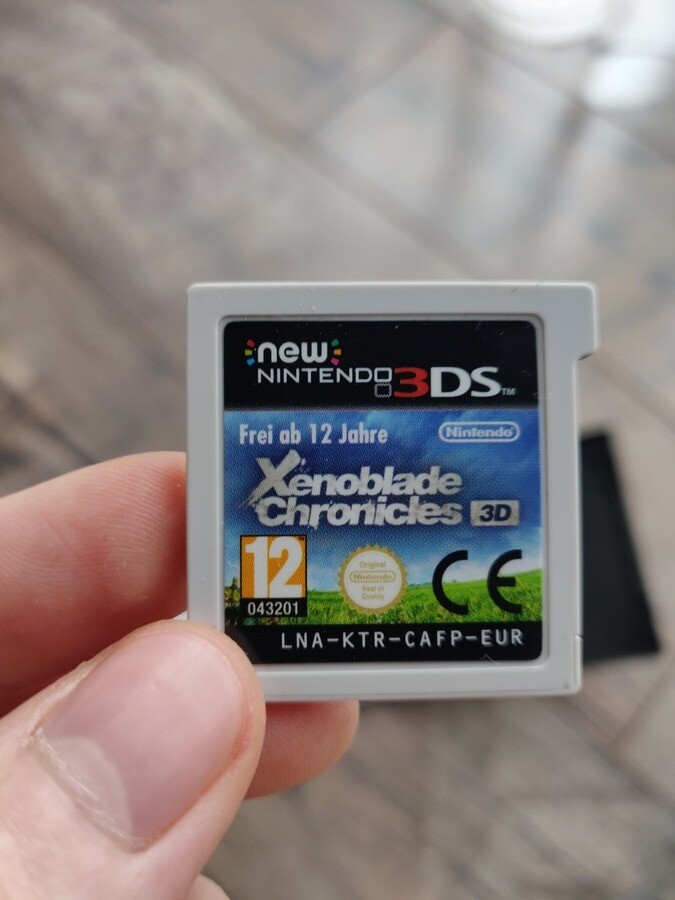 new
NINTENDO 3DS™
Frei ab 12 Jahre
Nintendo®
Xenoblade
Chronicles 3D
12
043201
Original
Nintendo
Seal of
Quality
CE
LNA-KTR-CAFP-EUR